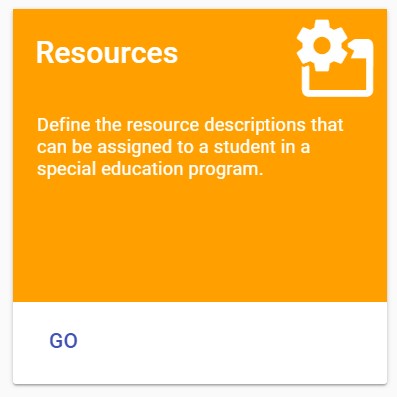 Resources
Define the resource descriptions that
can be assigned to a student in a
special education program.
GO